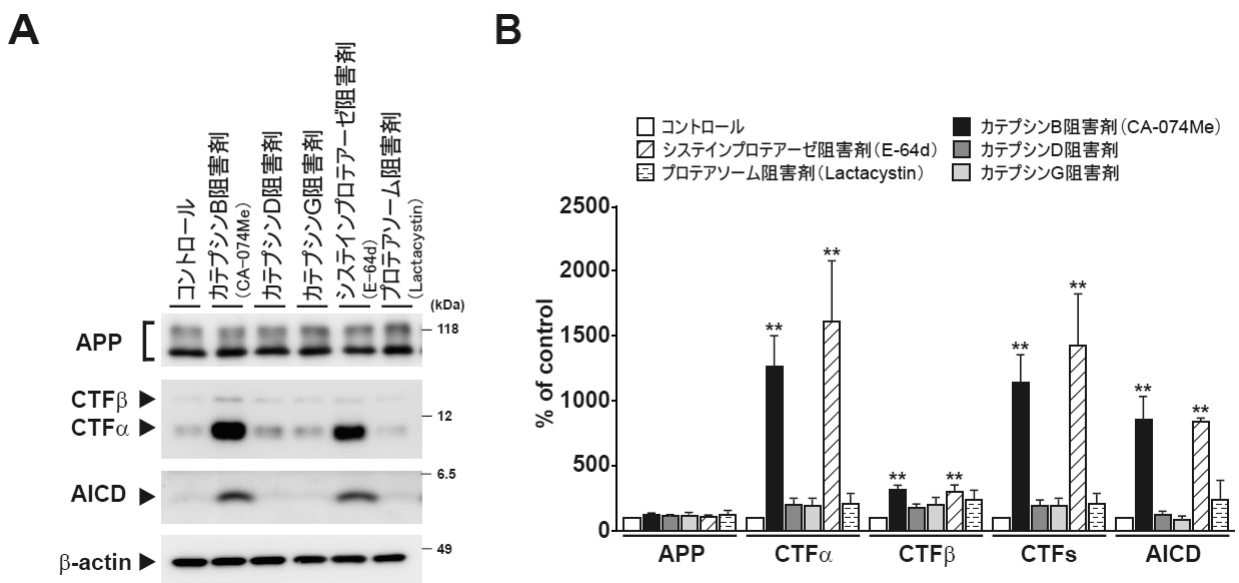 A
コントロール
カテプシンB阻害剤
(CA-074Me)
カテプシンD阻害剤
カテプシンG阻害剤
システインプロテアーゼ阻害剤
(E-64d)
プロテアソーム阻害剤
(Lactacystin)
(kDa)
APP
118
CTFβ
CTFα
12
AICD
6.5
β-actin
49
B
コントロール
システインプロテアーゼ阻害剤(E-64d)
プロテアソーム阻害剤(Lactacystin)
カテプシンB阻害剤(CA-074Me)
カテプシンD阻害剤
カテプシンG阻害剤
% of control
2500
2000
1500
1000
500
0
**
**
**
**
**
**
**
**
APP
CTFα
CTFβ
CTFs
AICD